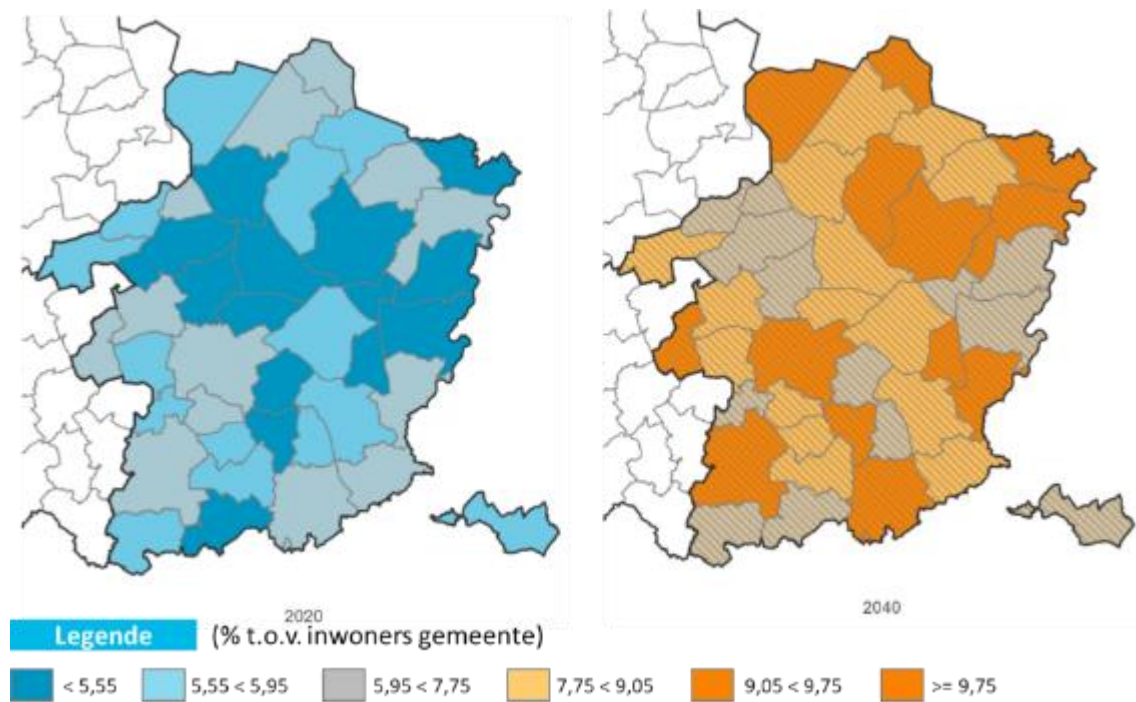 2020
2040
Legende
(% t.o.v. inwoners gemeente)
< 5,55
5,55 < 5,95
5,95 < 7,75
7,75 < 9,05
9,05 < 9,75
>= 9,75